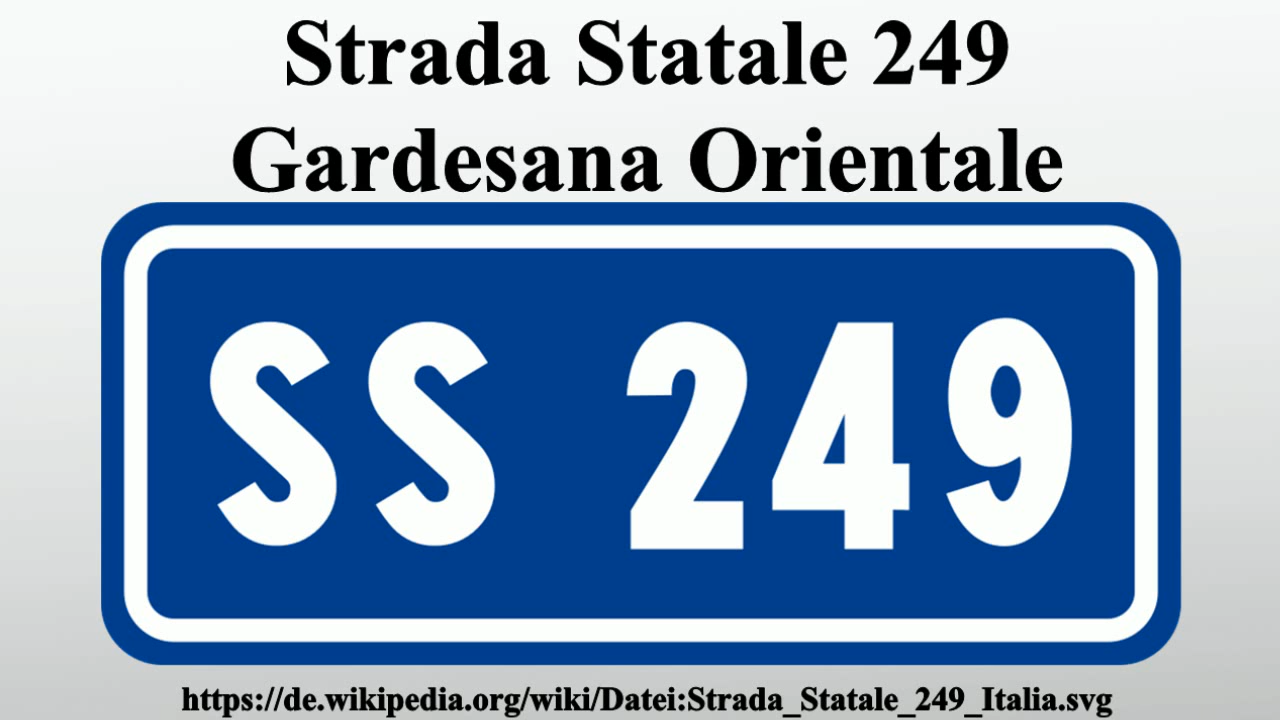 Strada Statale 249
Gardesana Orientale
SS 249
https://de.wikipedia.org/wiki/Datei:Strada_Statale_249_Italia.svg